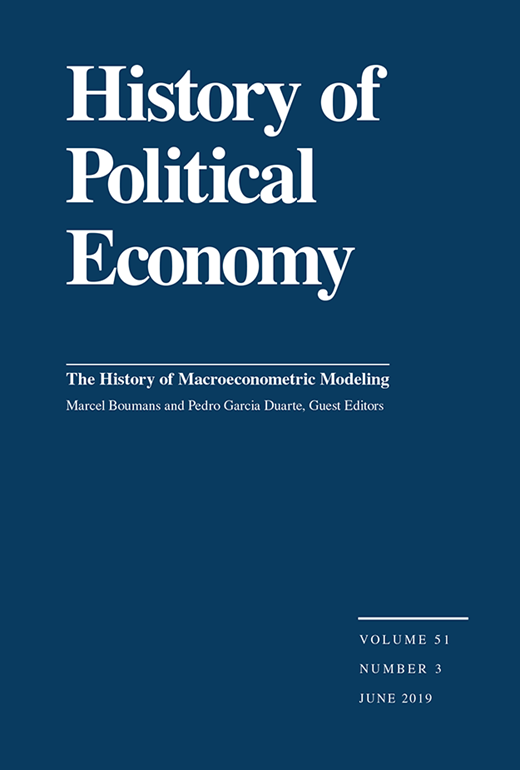 History of
Political
Economy
The History of Macroeconometric Modeling
Marcel Boumans and Pedro Garcia Duarte, Guest Editors
VOLUME 51
NUMBER 3
JUNE 2019